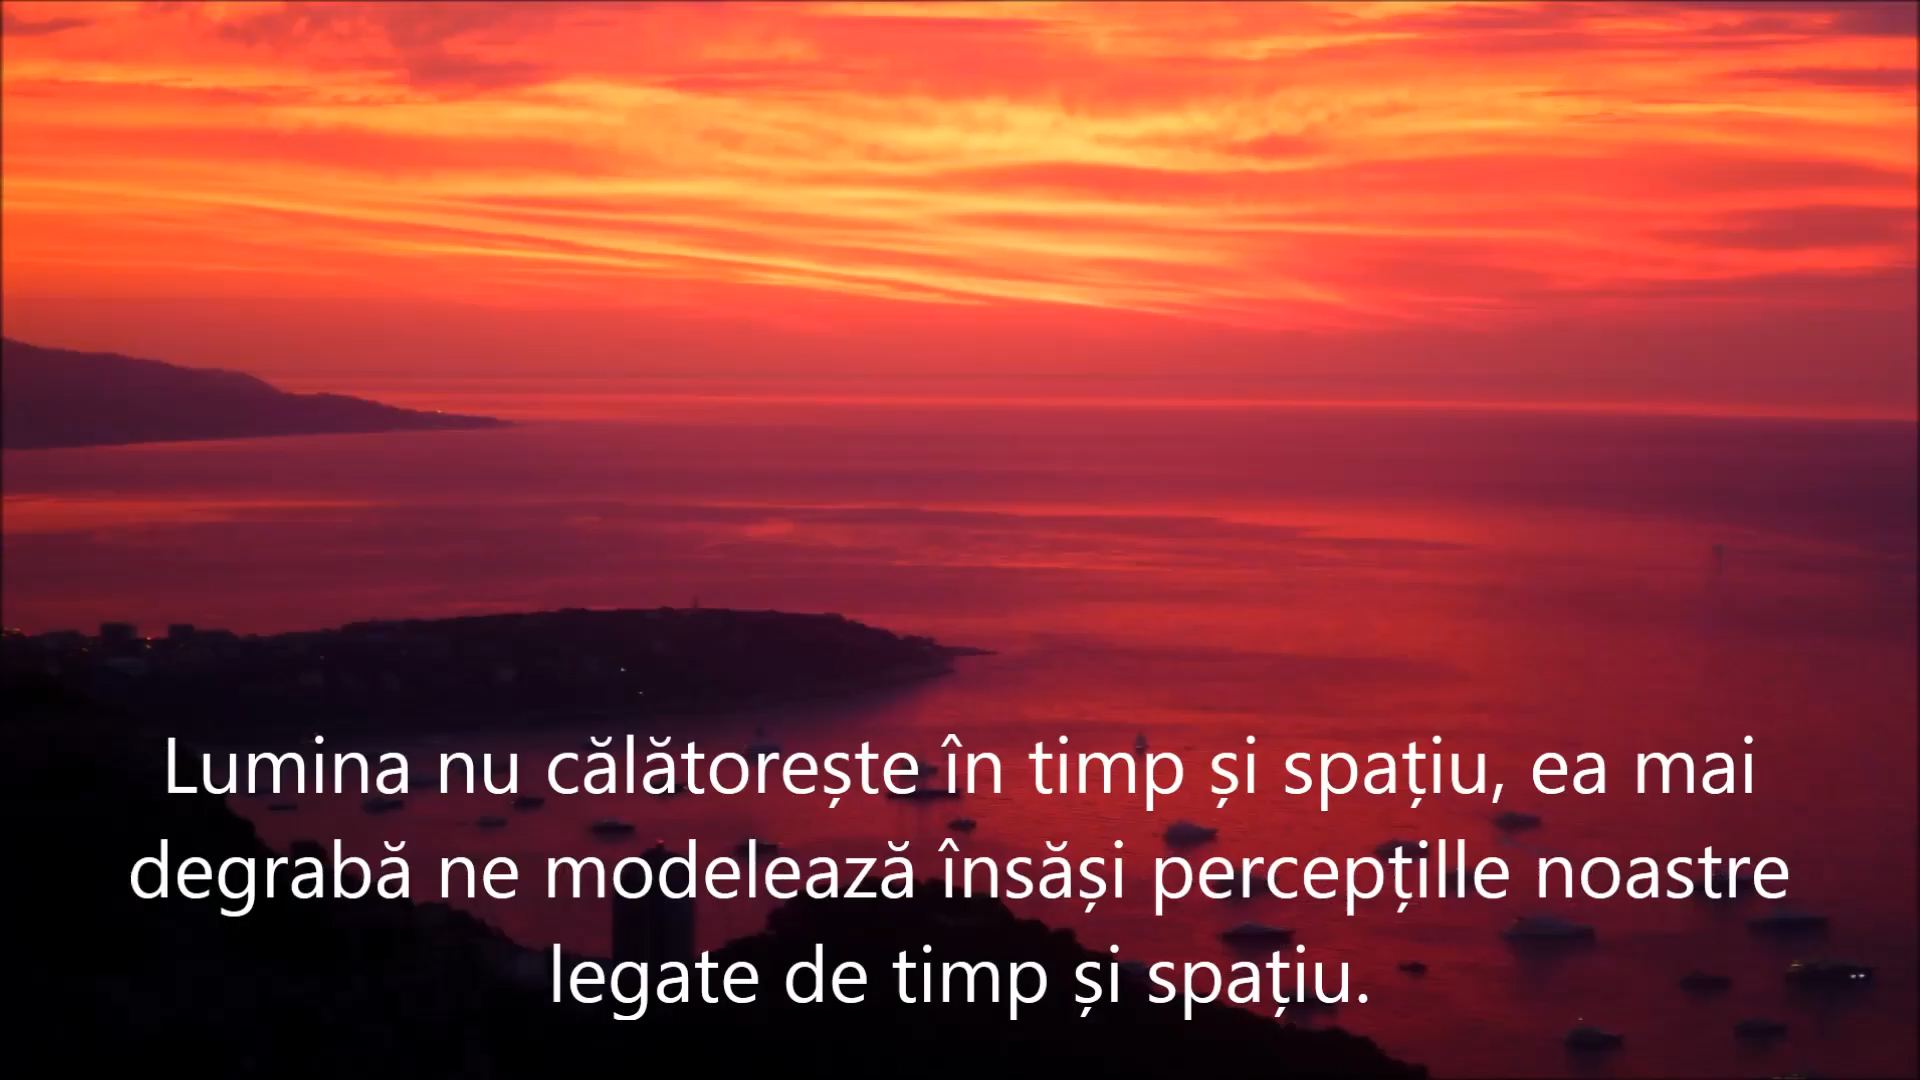 Lumina nu călătorește în timp și spațiu, ea mai
degrabă ne modelează însăși percepțille noastre
legate de timp și spațiu.